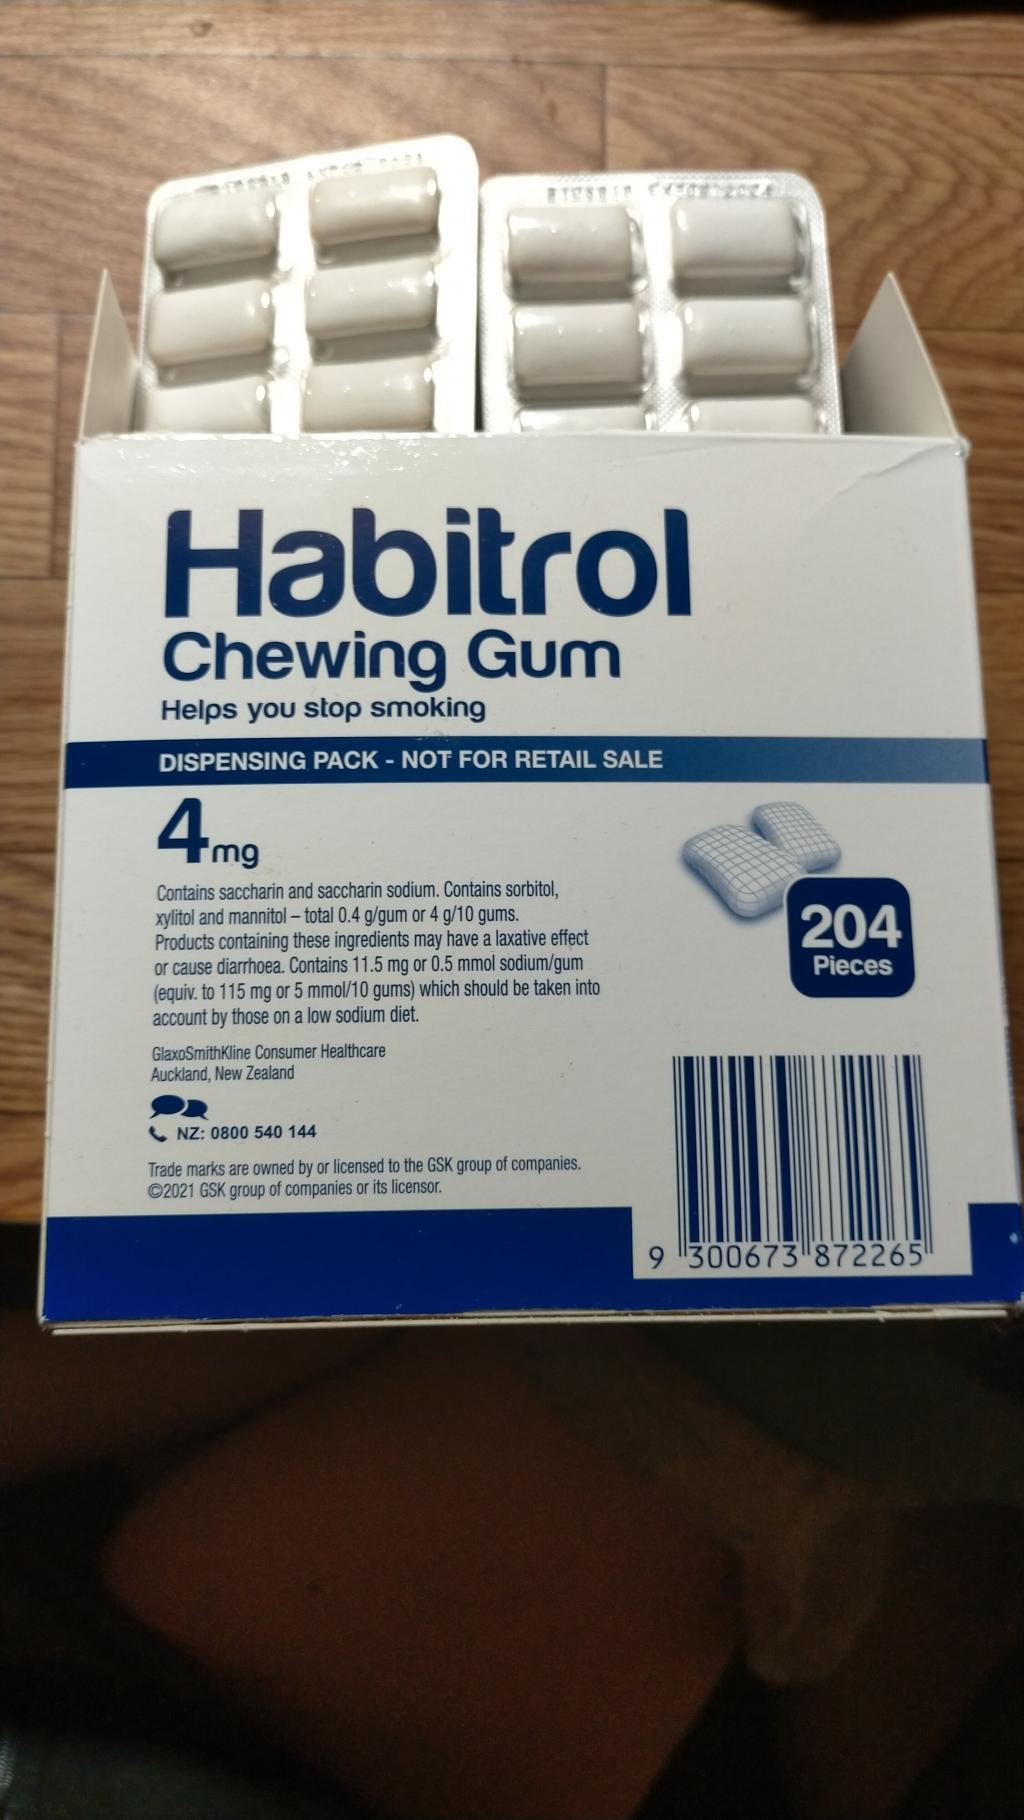 Habitrol
Chewing Gum
Helps you stop smoking
DISPENSING PACK - NOT FOR RETAIL SALE
4mg
Contains saccharin and saccharin sodium. Contains sorbitol,
xylitol and mannitol – total 0.4 g/gum or 4 g/10 gums.
Products containing these ingredients may have a laxative effect
or cause diarrhoea. Contains 11.5 mg or 0.5 mmol sodium/gum
(equiv. to 115 mg or 5 mmol/10 gums) which should be taken into
account by those on a low sodium diet.
204
Pieces
GlaxoSmithKline Consumer Healthcare
Auckland, New Zealand
NZ: 0800 540 144
Trade marks are owned by or licensed to the GSK group of companies.
©2021 GSK group of companies or its licensor.
9 300673 872265